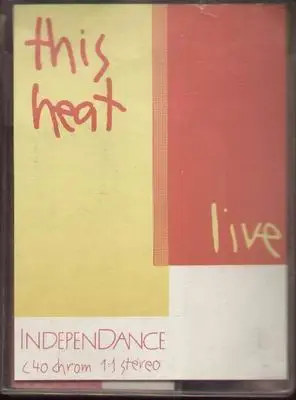 this
heat
live
INDEPENDANCE
c40 chrom 1:1 stereo